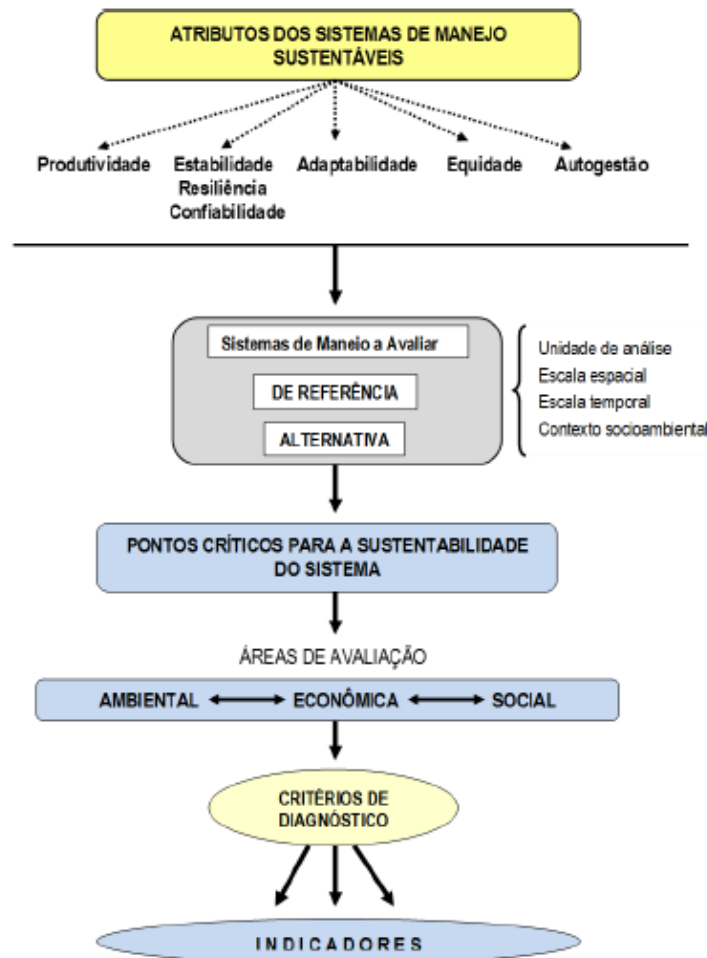 ATRIBUTOS DOS SISTEMAS DE MANEJO
SUSTENTÁVEIS
Produtividade
Estabilidade
Resiliência
Confiabilidade
Adaptabilidade
Equidade
Autogestão
Sistemas de Maneio a Avaliar
DE REFERÊNCIA
ALTERNATIVA
Unidade de análise
Escala espacial
Escala temporal
Contexto socioambiental
PONTOS CRÍTICOS PARA A SUSTENTABILIDADE
DO SISTEMA
ÁREAS DE AVALIAÇÃO
AMBIENTAL ECONÔMICA SOCIAL
CRITÉRIOS DE
DIAGNÓSTICO
INDICADORES